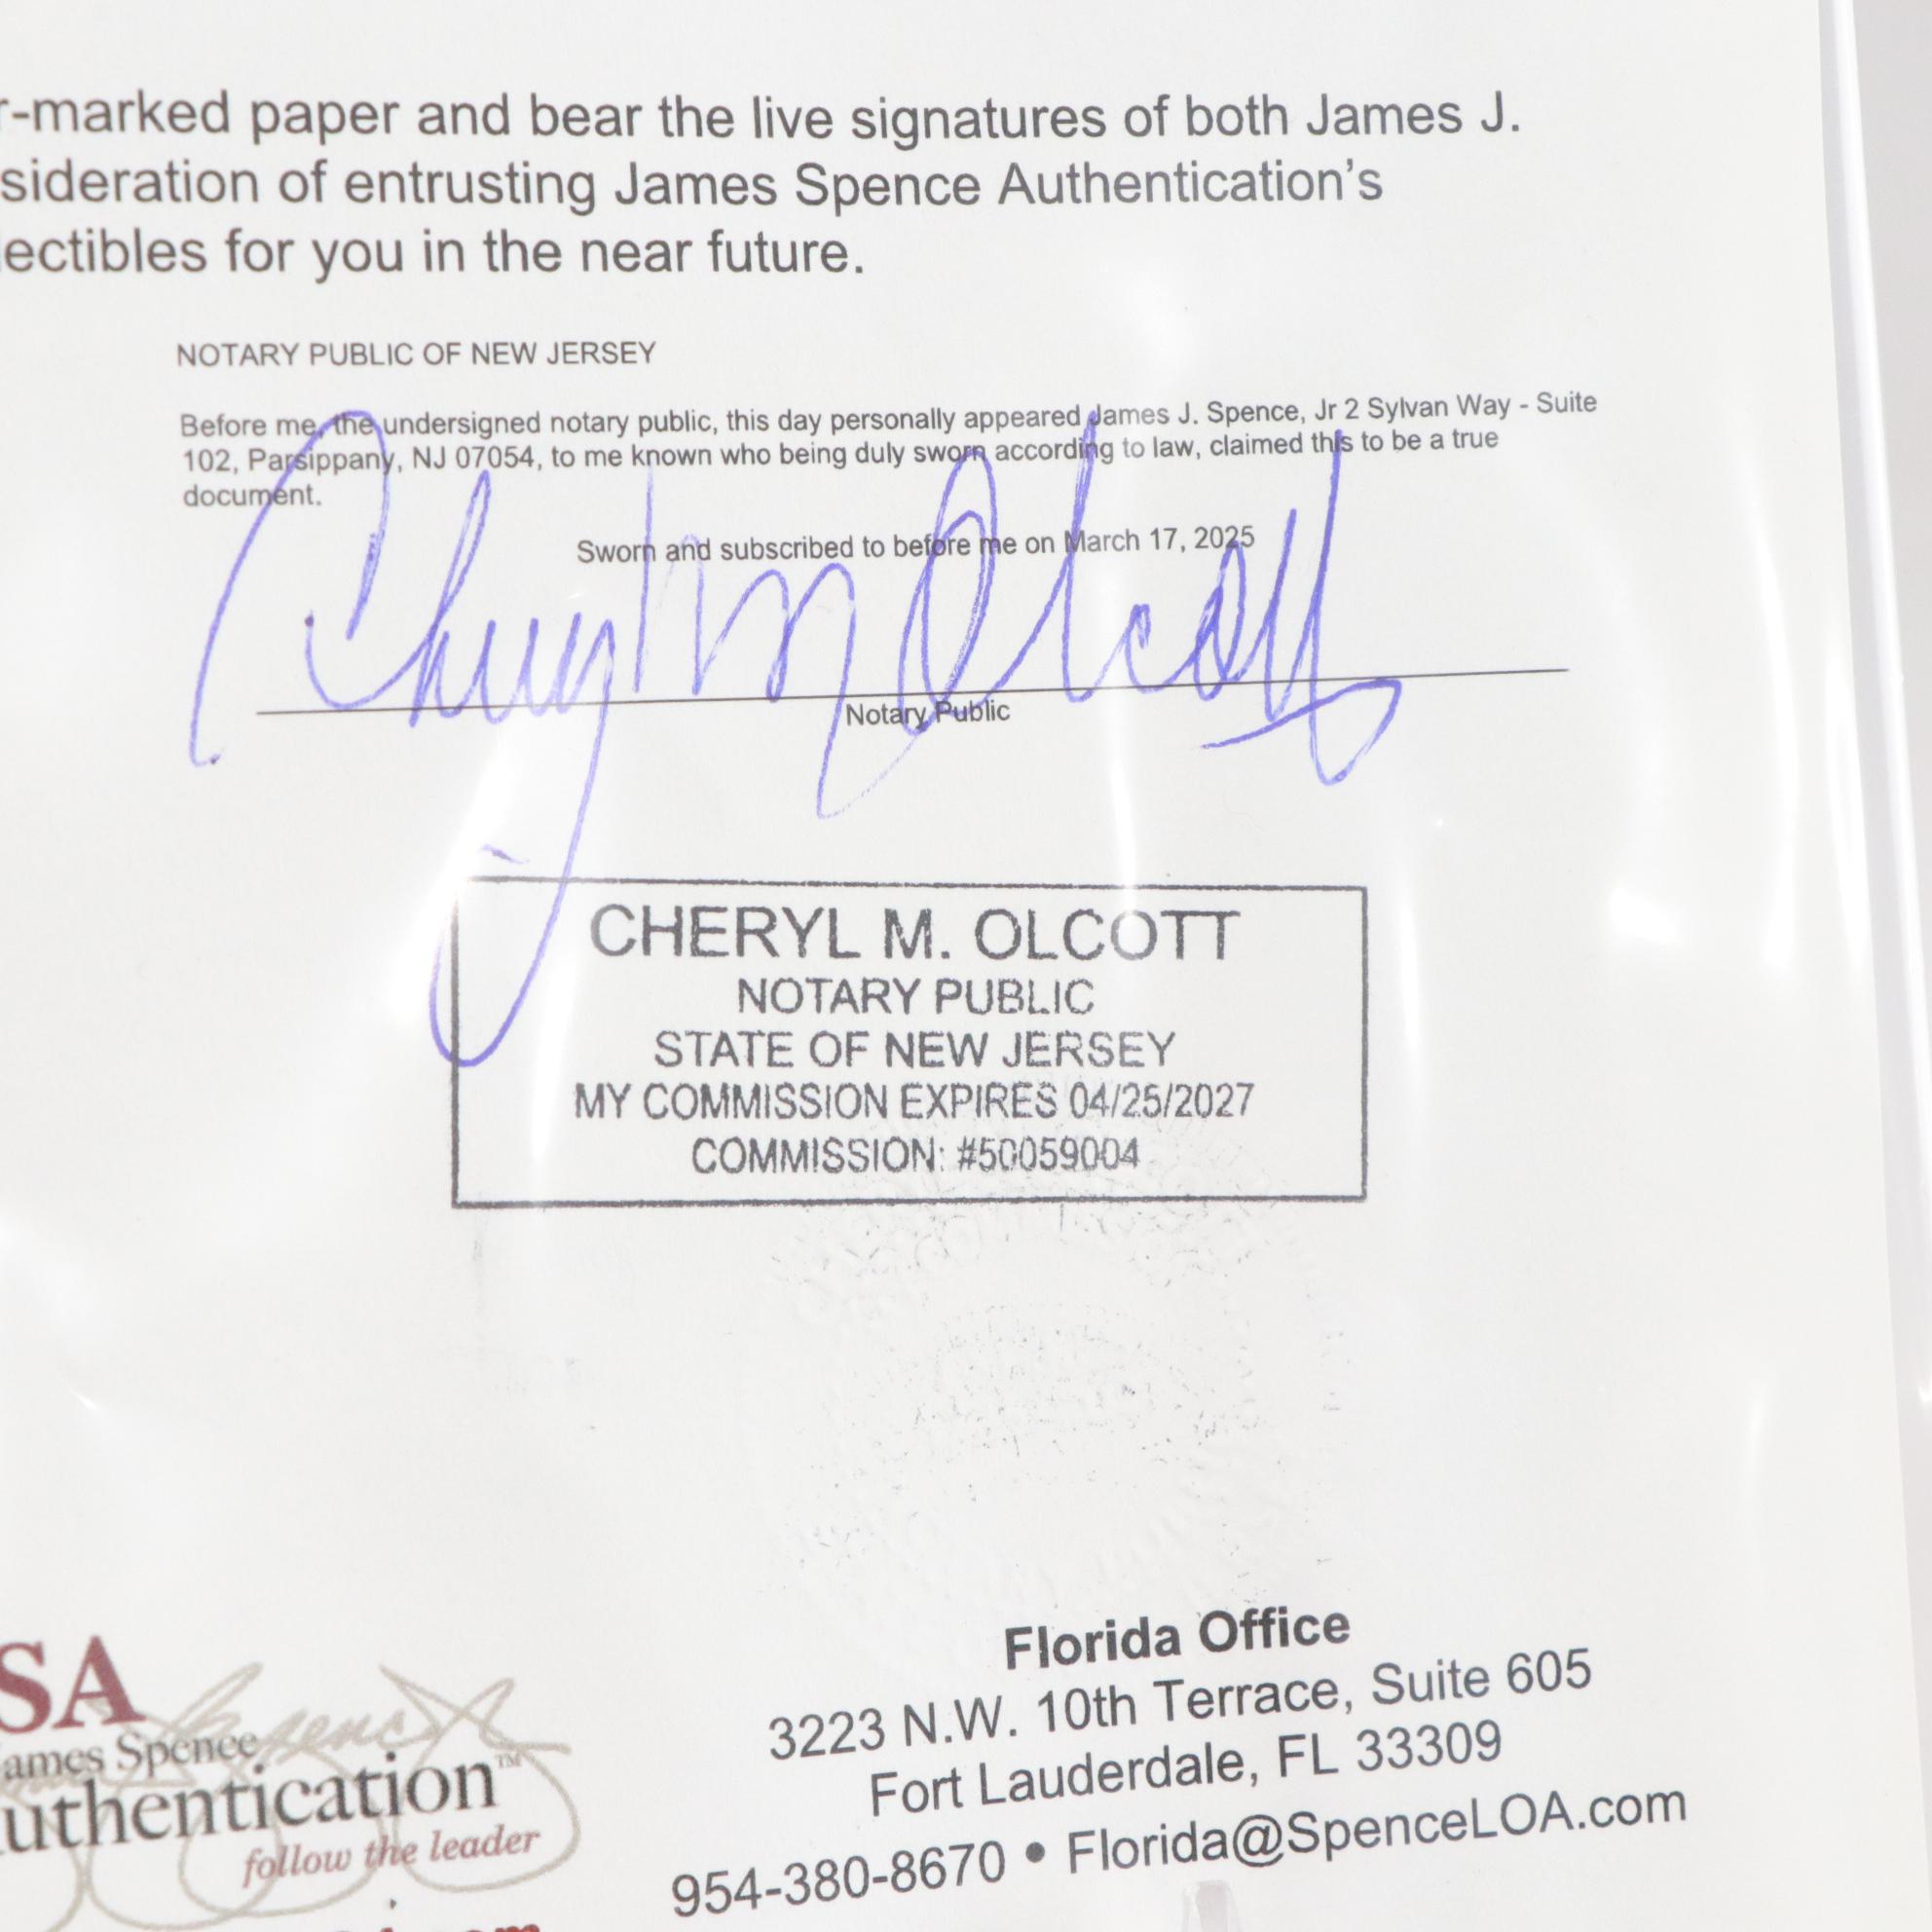 r-marked paper and bear the live signatures of both James J.
sideration of entrusting James Spence Authentication's
lectibles for you in the near future.
NOTARY PUBLIC OF NEW JERSEY
Before me, the undersigned notary public, this day personally appeared James J. Spence, Jr 2 Sylvan Way - Suite
102, Parsippany, NJ 07054, to me known who being duly sworn according to law, claimed this to be a true
document.
Sworn and subscribed to before me on March 17, 2025
Cheryl M Olcott
Notary Public
CHERYL M. OLCOTT
NOTARY PUBLIC
STATE OF NEW JERSEY
MY COMMISSION EXPIRES 04/25/2027
COMMISSION: #50059004
SA
ames Spence
uthentication™
follow the leader
Florida Office
3223 N.W. 10th Terrace, Suite 605
Fort Lauderdale, FL 33309
954-380-8670 • Florida@SpenceLOA.com